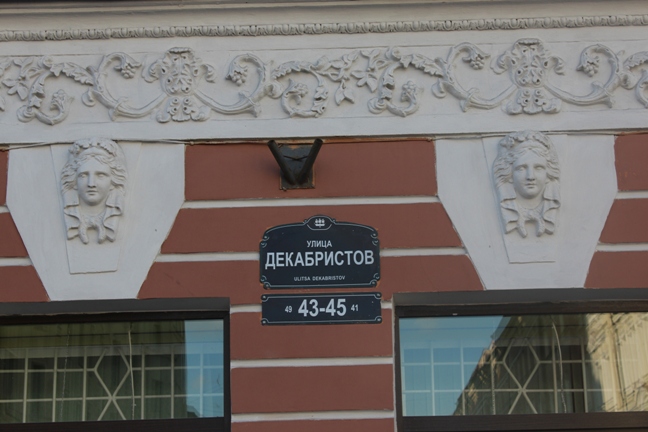 УЛИЦА
ДЕКАБРИСТОВ
ULITSA DEKABRISTOV
49 43-45 41